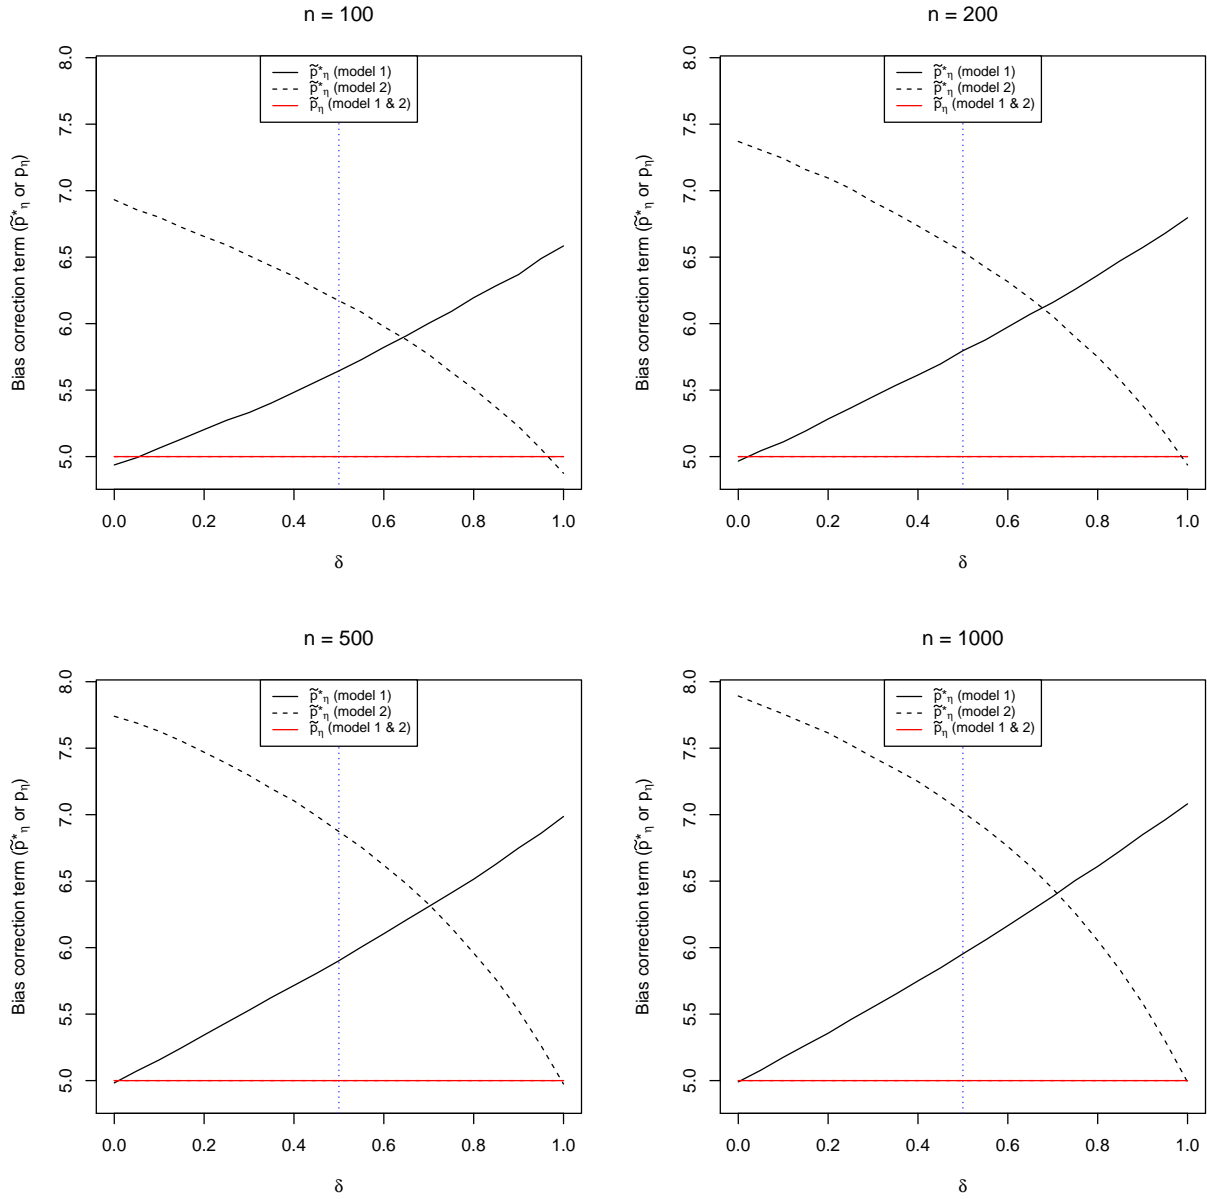 n = 100
p̃*η (model 1)
p̃*η (model 2)
p̃η (model 1 & 2)
Bias correction term (p̃*η or pη)
8.0
7.5
7.0
6.5
6.0
5.5
5.0
0.0 0.2 0.4 0.6 0.8 1.0
δ
n = 200
p̃*η (model 1)
p̃*η (model 2)
p̃η (model 1 & 2)
Bias correction term (p̃*η or pη)
8.0
7.5
7.0
6.5
6.0
5.5
5.0
0.0 0.2 0.4 0.6 0.8 1.0
δ
n = 500
p̃*η (model 1)
p̃*η (model 2)
p̃η (model 1 & 2)
Bias correction term (p̃*η or pη)
8.0
7.5
7.0
6.5
6.0
5.5
5.0
0.0 0.2 0.4 0.6 0.8 1.0
δ
n = 1000
p̃*η (model 1)
p̃*η (model 2)
p̃η (model 1 & 2)
Bias correction term (p̃*η or pη)
8.0
7.5
7.0
6.5
6.0
5.5
5.0
0.0 0.2 0.4 0.6 0.8 1.0
δ